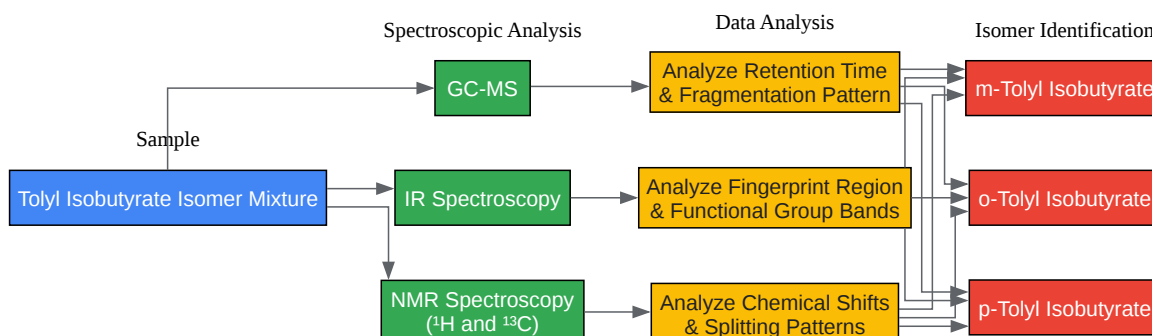 Spectroscopic Analysis
Data Analysis
Isomer Identification
GC-MS
Analyze Retention Time
& Fragmentation Pattern
m-Tolyl Isobutyrate
Sample
Tolyl Isobutyrate Isomer Mixture
IR Spectroscopy
Analyze Fingerprint Region
& Functional Group Bands
o-Tolyl Isobutyrate
NMR Spectroscopy
(¹H and ¹³C)
Analyze Chemical Shifts
& Splitting Patterns
p-Tolyl Isobutyrate